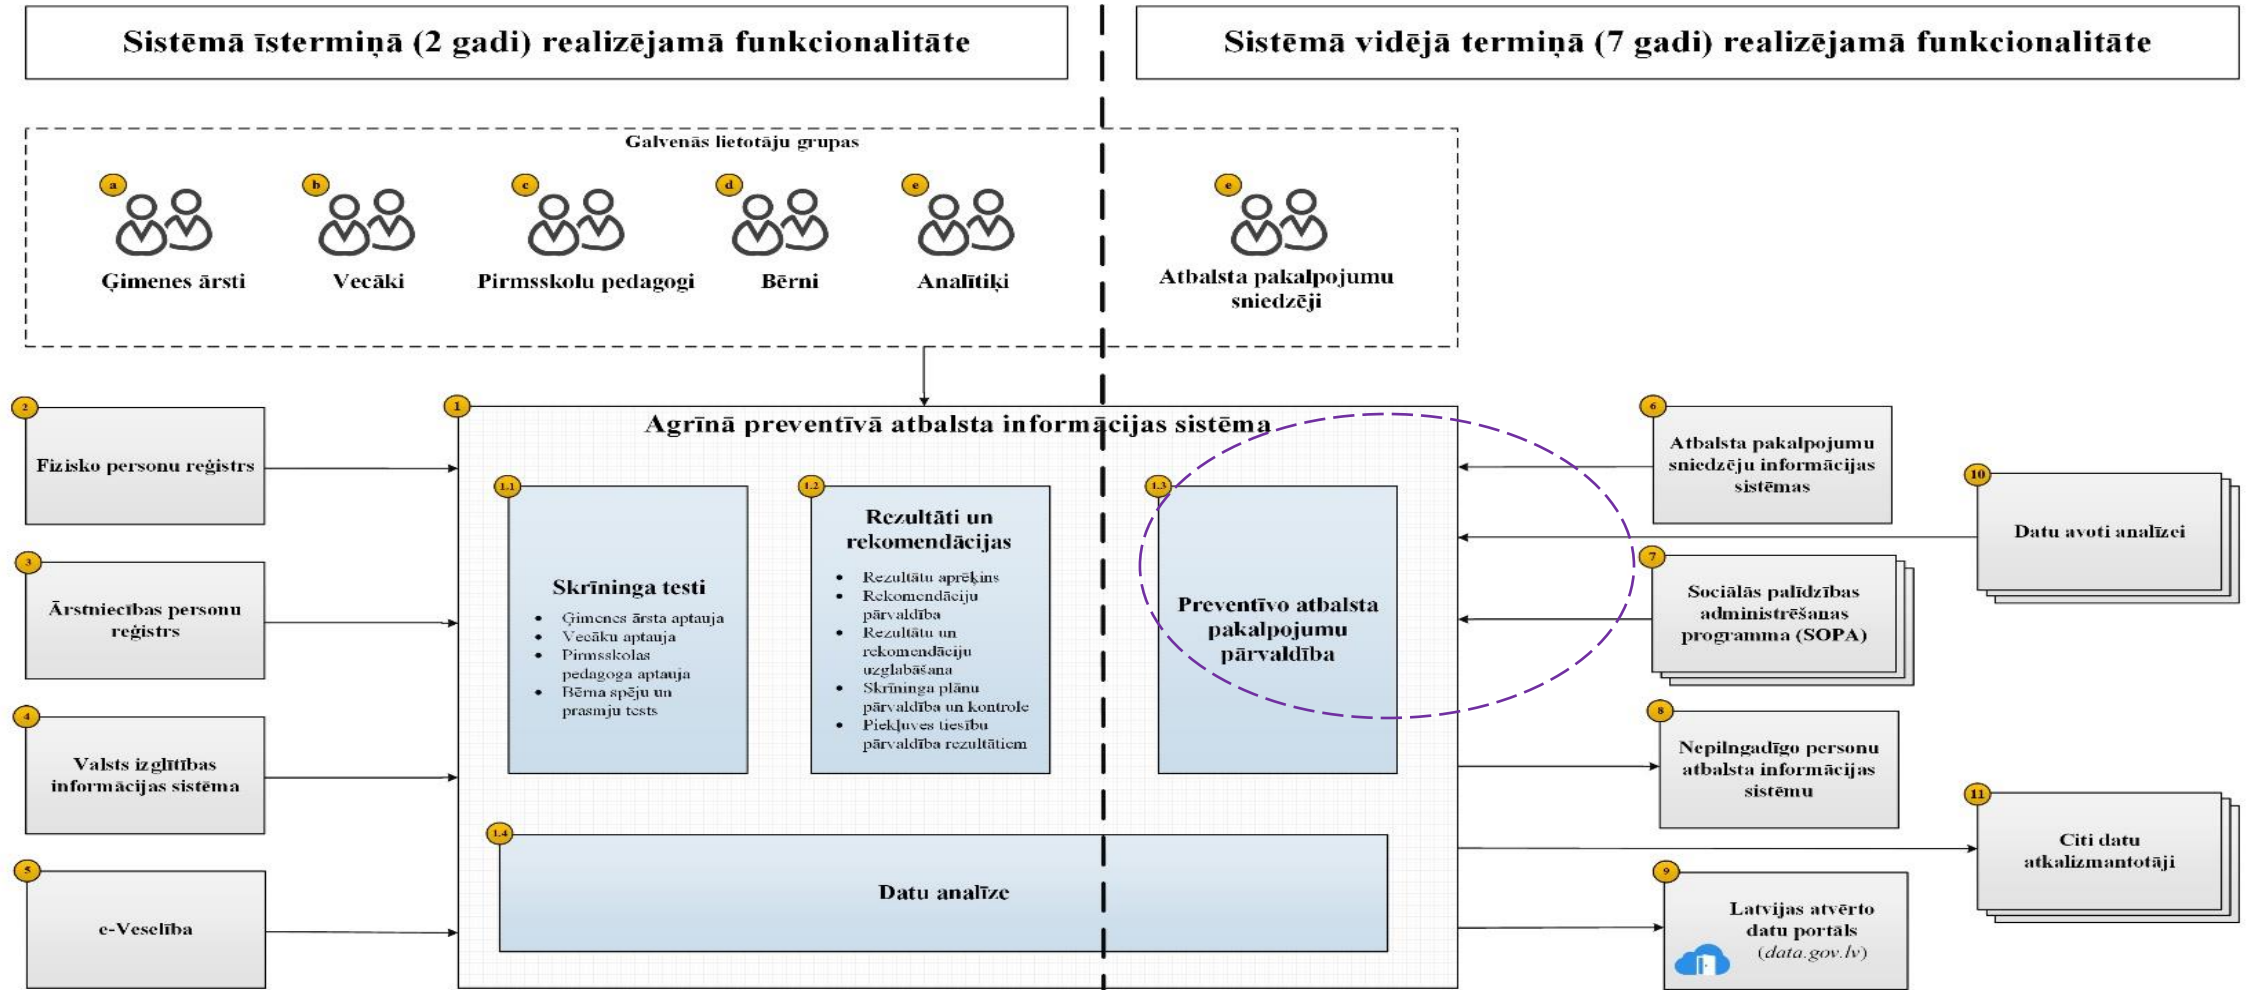 Sistēmā īstermiņā (2 gadi) realizējamā funkcionalitāte
Sistēmā vidējā termiņā (7 gadi) realizējamā funkcionalitāte
Galvenās lietotāju grupas
a
Ģimenes ārsti
b
Vecāki
c
Pirmsskolu pedagogi
d
Bērni
e
Analītiķi
e
Atbalsta pakalpojumu
sniedzēji
2
Fizisko personu reģistrs
3
Ārstniecības personu
reģistrs
4
Valsts izglītības
informācijas sistēma
5
e-Veselība
1
Agrīnā preventīvā atbalsta informācijas sistēma
1.1
Skrīninga testi
• Ģimenes ārsta aptauja
• Vecāku aptauja
• Pirmsskolas
pedagoga aptauja
• Bērna spēju un
prasmju tests
1.2
Rezultāti un
rekomendācijas
• Rezultātu aprēķins
• Rekomendāciju
pārvaldība
• Rezultātu un
rekomendāciju
uzglabāšana
• Skrīninga plānu
pārvaldība un kontrole
• Piekļuves tiesību
pārvaldība rezultātiem
1.3
Preventīvo atbalsta
pakalpojumu
pārvaldība
1.4
Datu analīze
6
Atbalsta pakalpojumu
sniedzēju informācijas
sistēmas
7
Sociālās palīdzības
administrēšanas
programma (SOPA)
8
Nepilngadīgo personu
atbalsta informācijas
sistēmu
9
Latvijas atvērto
datu portāls
(data.gov.lv)
10
Datu avoti analīzei
11
Citi datu
atkalizmantotāji